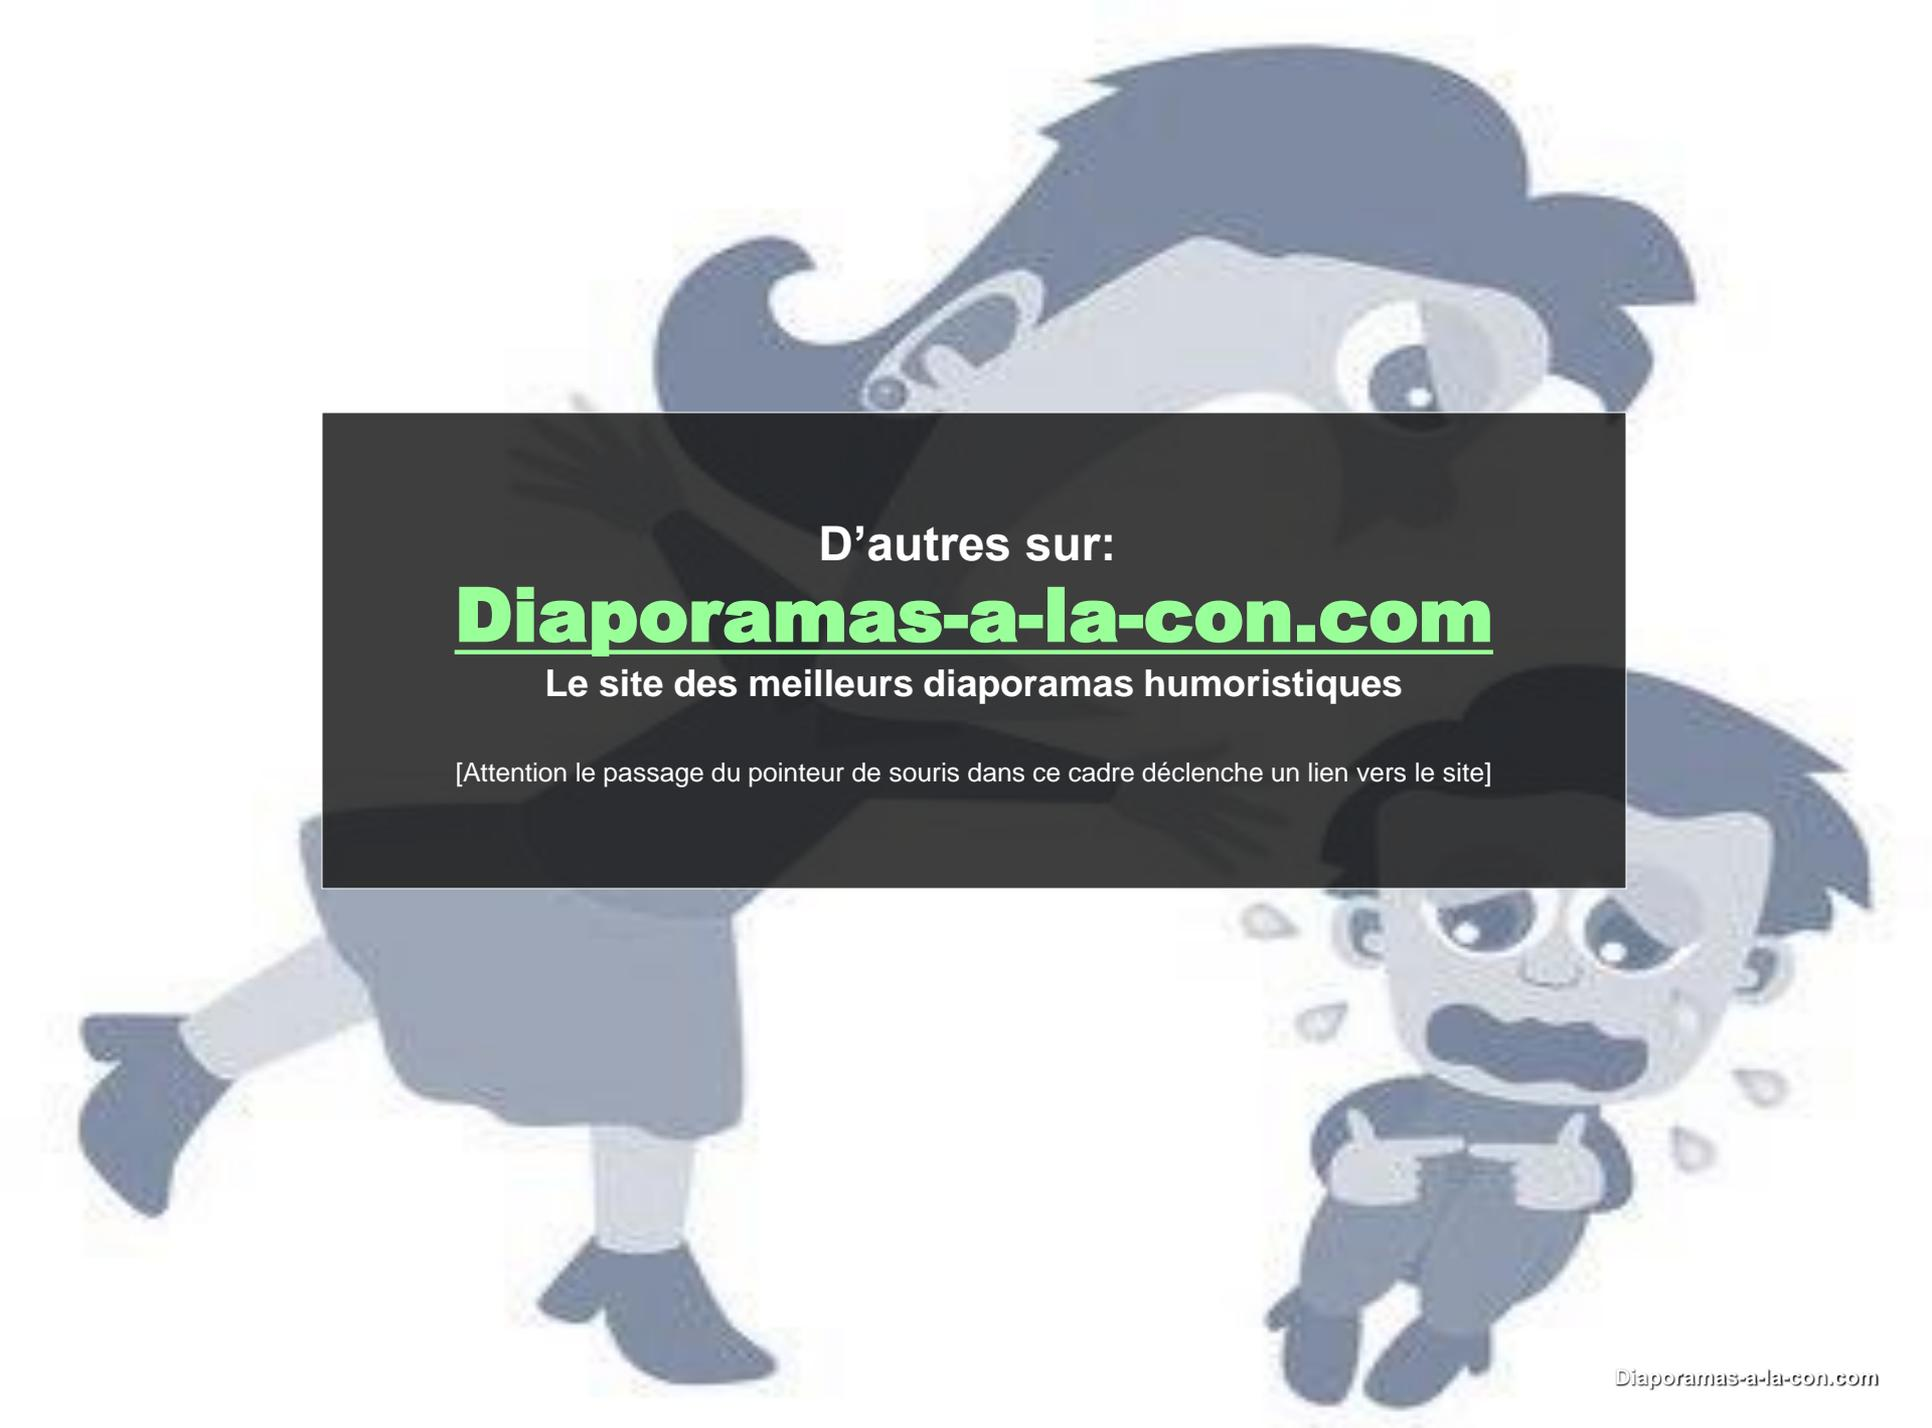 D’autres sur:
Diaporamas-a-la-con.com
Le site des meilleurs diaporamas humoristiques
[Attention le passage du pointeur de souris dans ce cadre déclenche un lien vers le site]
Diaporamas-a-la-con.com